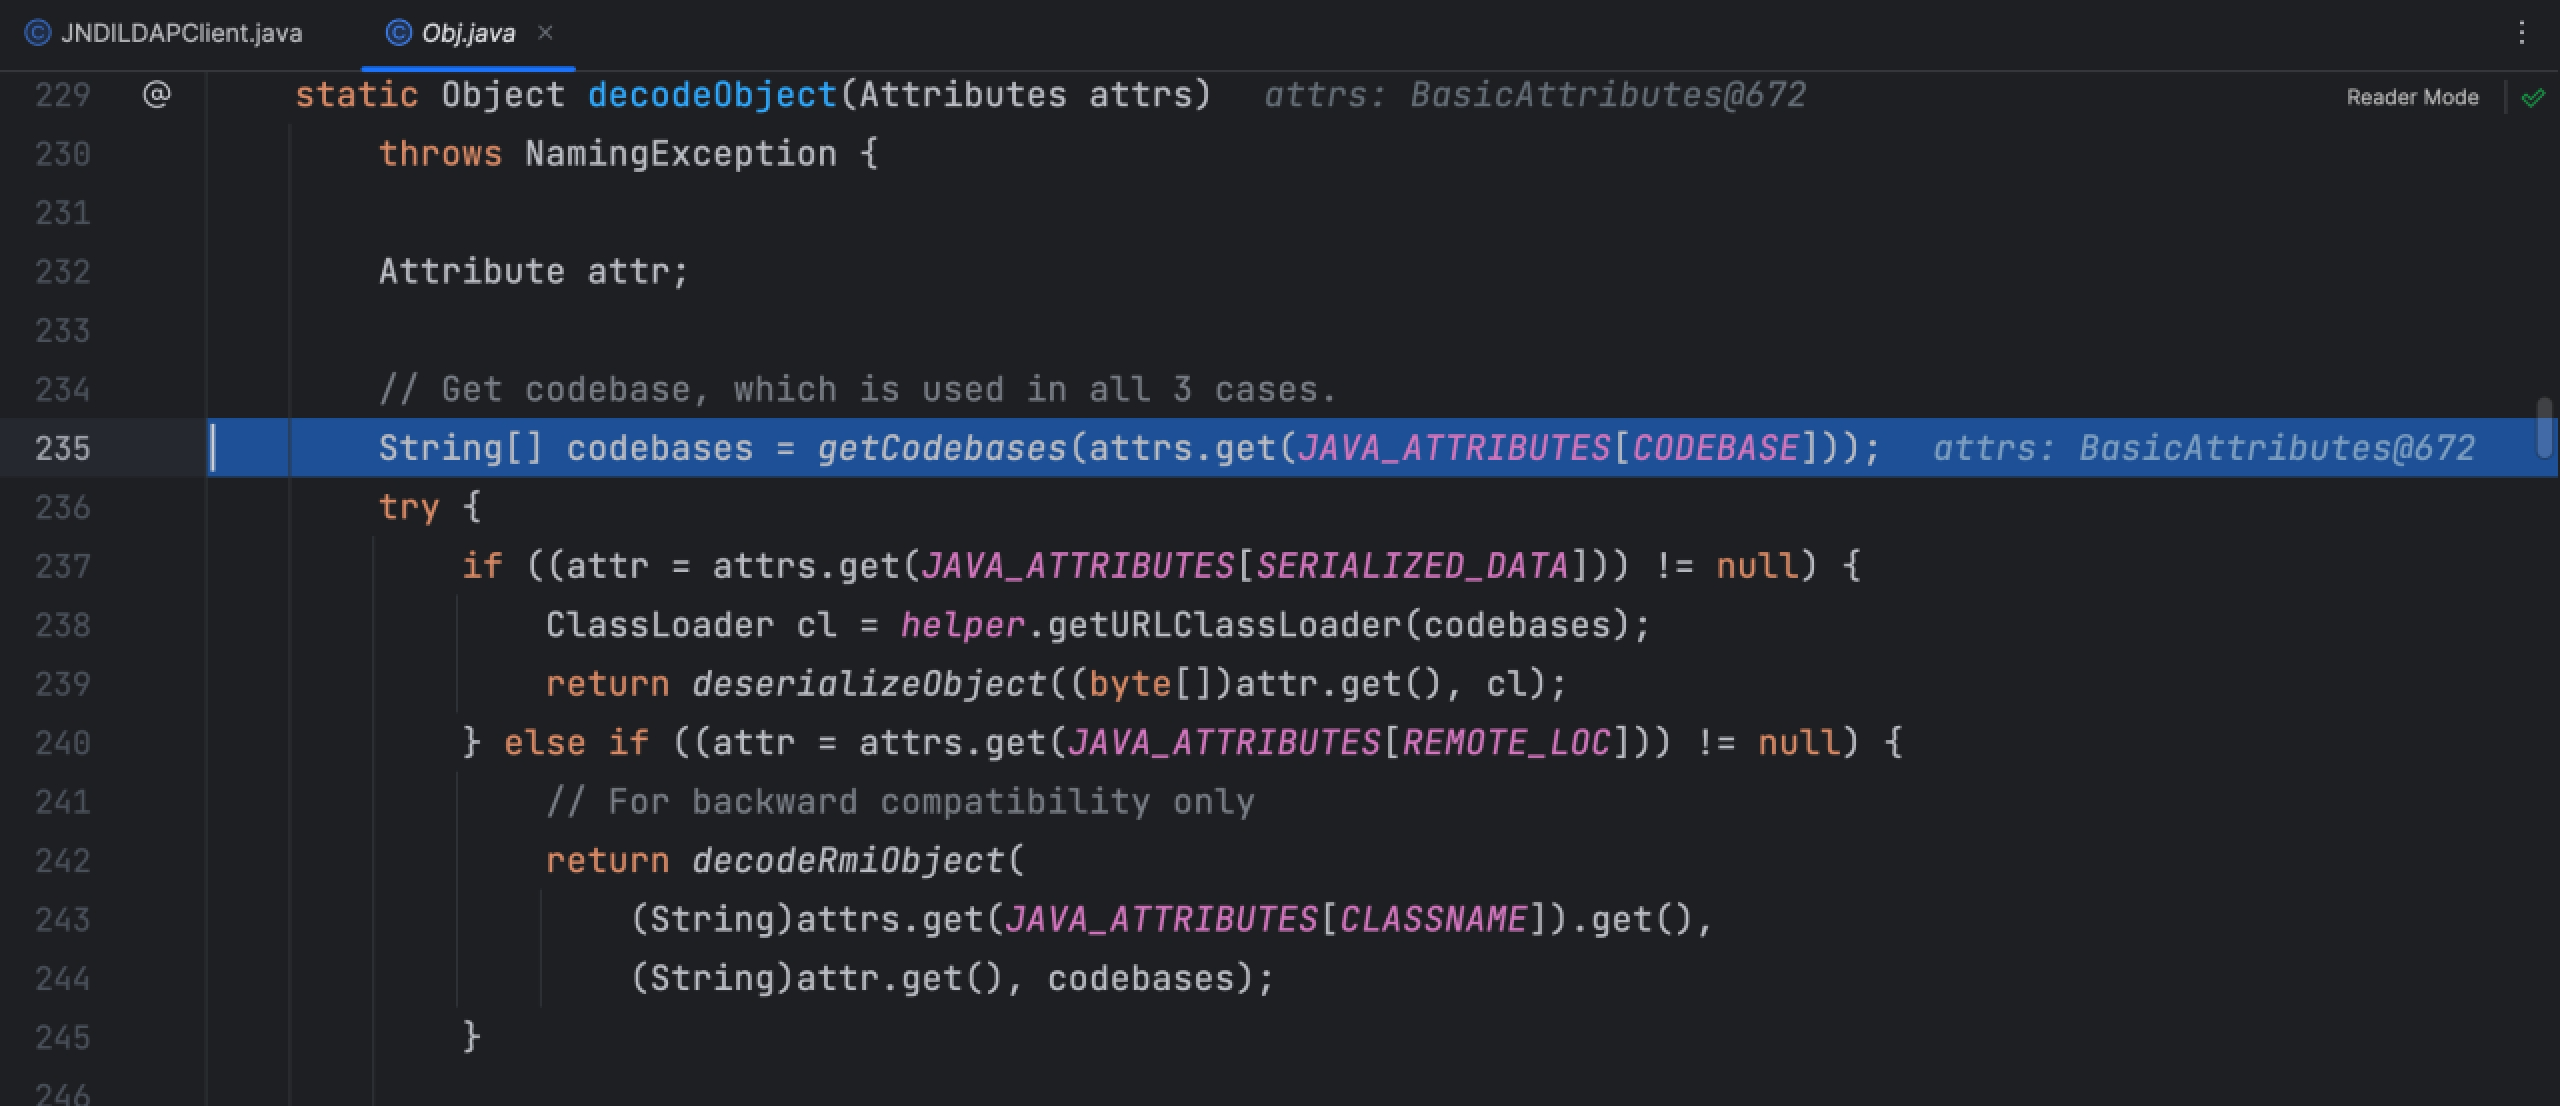 JNDILDAPClient.java Obj.java
229 @ static Object decodeObject(Attributes attrs) attrs: BasicAttributes@672 Reader Mode
230 throws NamingException {
231
232 Attribute attr;
233
234 // Get codebase, which is used in all 3 cases.
235 String[] codebases = getCodebases(attrs.get(JAVA_ATTRIBUTES[CODEBASE])); attrs: BasicAttributes@672
236 try {
237 if ((attr = attrs.get(JAVA_ATTRIBUTES[SERIALIZED_DATA])) != null) {
238 ClassLoader cl = helper.getURLClassLoader(codebases);
239 return deserializeObject((byte[])attr.get(), cl);
240 } else if ((attr = attrs.get(JAVA_ATTRIBUTES[REMOTE_LOC])) != null) {
241 // For backward compatibility only
242 return decodeRmiObject(
243 (String)attrs.get(JAVA_ATTRIBUTES[CLASSNAME]).get(),
244 (String)attr.get(), codebases);
245 }
246